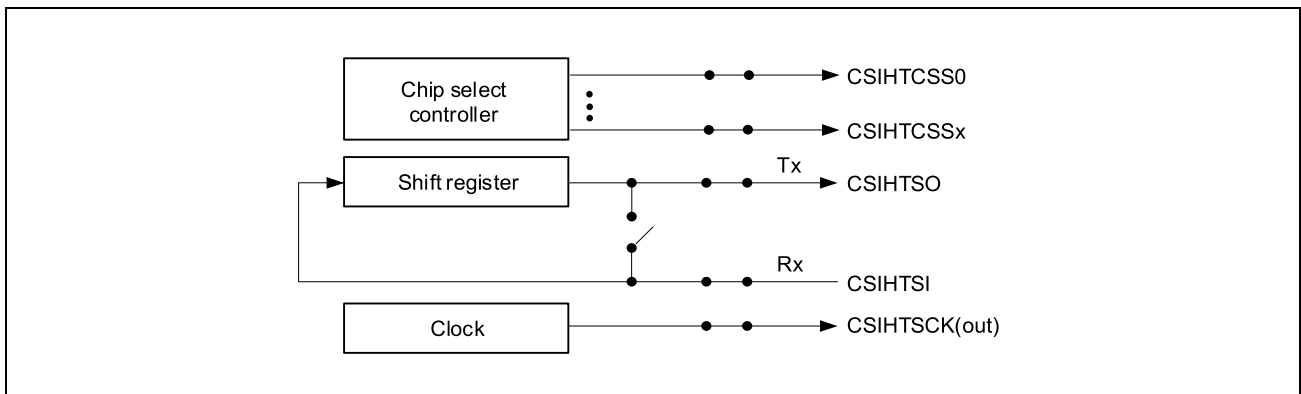 Chip select
controller
CSIHTCSS0
CSIHTCSSx
Shift register
Tx
CSIHTSO
Rx
CSIHTSI
Clock
CSIHTSCK(out)